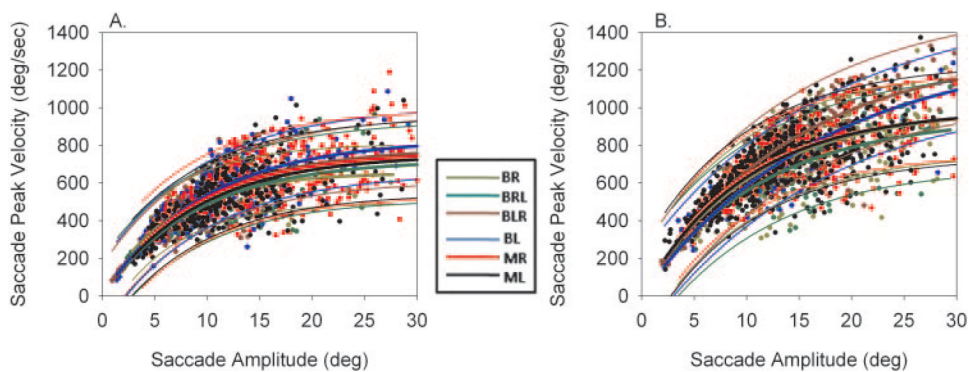 A.
Saccade Peak Velocity (deg/sec)
1400
1200
1000
800
600
400
200
0
0 5 10 15 20 25 30
Saccade Amplitude (deg)
BR
BRL
BLR
BL
MR
ML
B.
Saccade Peak Velocity (deg/sec)
1400
1200
1000
800
600
400
200
0
0 5 10 15 20 25 30
Saccade Amplitude (deg)